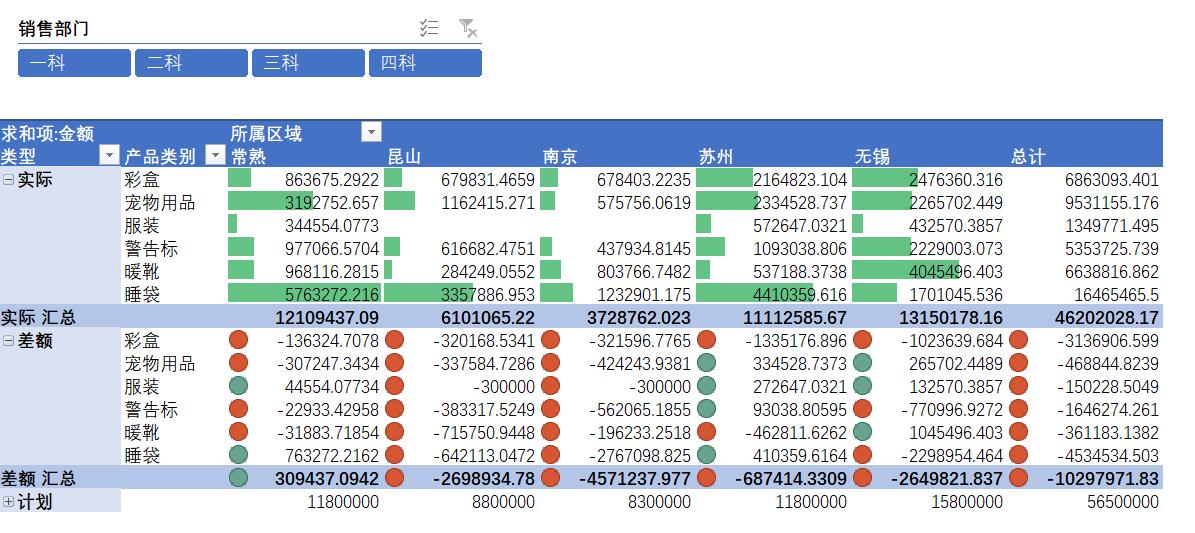 销售部门
一科 二科 三科 四科
求和项:金额 所属区域
类型 产品类别 常熟 昆山 南京 苏州 无锡 总计
实际 彩盒 863675.2922 679831.4659 678403.2235 2164823.104 2476360.316 6863093.401
宠物用品 3192752.657 1162415.271 575756.0619 2334528.737 2265702.449 9531155.176
服装 344554.0773 572647.0321 432570.3857 1349771.495
警告标 977066.5704 616682.4751 437934.8145 1093038.806 2229003.073 5353725.739
暖靴 968116.2815 284249.0552 803766.7482 537188.3738 4045496.403 6638816.862
睡袋 5763272.216 3357886.953 1232901.175 4410359.616 1701045.536 16465465.5
实际 汇总 12109437.09 6101065.22 3728762.023 11112585.67 13150178.16 46202028.17
差额 彩盒 -136324.7078 -320168.5341 -321596.7765 -1335176.896 -1023639.684 -3136906.599
宠物用品 -307247.3434 -337584.7286 -424243.9381 334528.7373 265702.4489 -468844.8239
服装 44554.07734 -300000 -300000 272647.0321 132570.3857 -150228.5049
警告标 -22933.42958 -383317.5249 -562065.1855 93038.80595 -770996.9272 -1646274.261
暖靴 -31883.71854 -715750.9448 -196233.2518 -462811.6262 1045496.403 -361183.1382
睡袋 763272.2162 -642113.0472 -2767098.825 410359.6164 -2298954.464 -4534534.503
差额 汇总 309437.0942 -2698934.78 -4571237.977 -687414.3309 -2649821.837 -10297971.83
计划 11800000 8800000 8300000 11800000 15800000 56500000